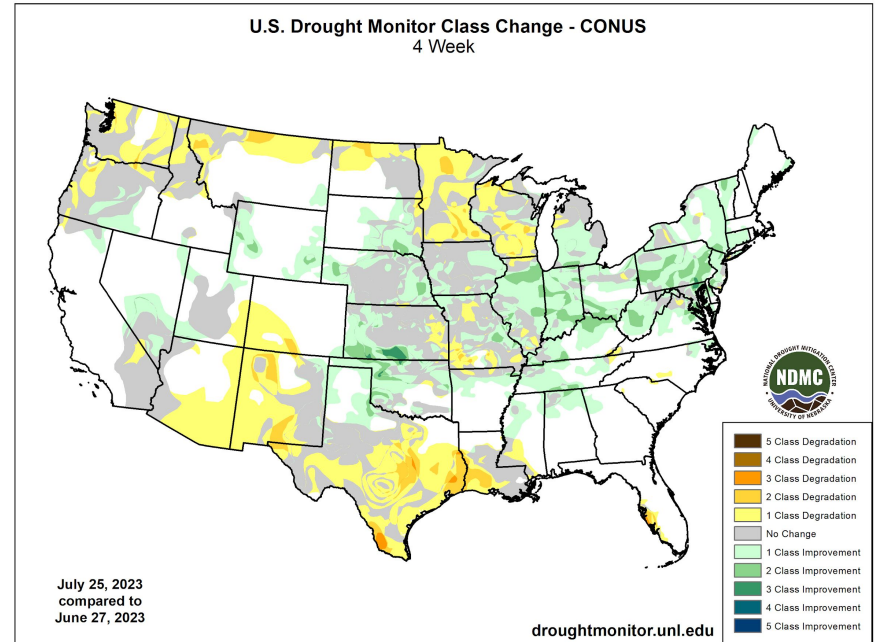 U.S. Drought Monitor Class Change - CONUS
4 Week
NATIONAL DROUGHT MITIGATION CENTER
NDMC
UNIVERSITY OF NEBRASKA
5 Class Degradation
4 Class Degradation
3 Class Degradation
2 Class Degradation
1 Class Degradation
No Change
1 Class Improvement
2 Class Improvement
3 Class Improvement
4 Class Improvement
5 Class Improvement
July 25, 2023
compared to
June 27, 2023
droughtmonitor.unl.edu